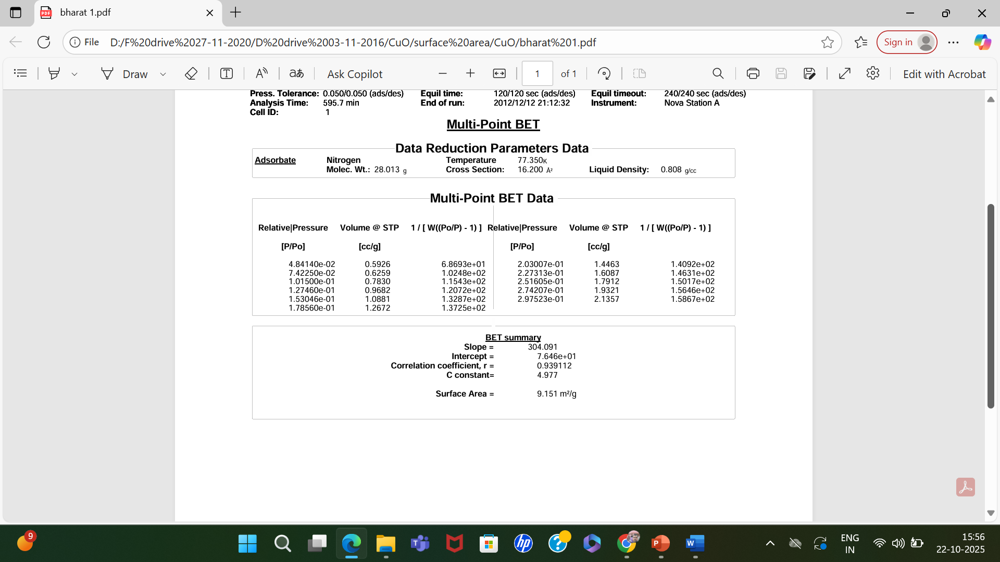 bharat 1.pdf
File D:/F%20drive%2027-11-2020/D%20drive%2003-11-2016/CuO/surface%20area/CuO/bharat%201.pdf
Sign in
Draw
Ask Copilot
1 of 1
Edit with Acrobat
Press. Tolerance: 0.050/0.050 (ads/des) Equil time: 120/120 sec (ads/des) Equil timeout: 240/240 sec (ads/des)
Analysis Time: 595.7 min End of run: 2012/12/12 21:12:32 Instrument: Nova Station A
Cell ID: 1
Multi-Point BET
Data Reduction Parameters Data
Adsorbate Nitrogen Temperature 77.350K
Molec. Wt.: 28.013 g Cross Section: 16.200 Å² Liquid Density: 0.808 g/cc
Multi-Point BET Data
Relative|Pressure Volume @ STP 1 / [ W((Po/P) - 1) ] Relative|Pressure Volume @ STP 1 / [ W((Po/P) - 1) ]
[P/Po] [cc/g] [P/Po] [cc/g]
4.84140e-02 0.5926 6.8693e+01 2.03007e-01 1.4463 1.4092e+02
7.42250e-02 0.6259 1.0248e+02 2.27313e-01 1.6087 1.4631e+02
1.01500e-01 0.7830 1.1543e+02 2.51605e-01 1.7912 1.5017e+02
1.27460e-01 0.9682 1.2072e+02 2.74207e-01 1.9321 1.5646e+02
1.53046e-01 1.0881 1.3287e+02 2.97523e-01 2.1357 1.5867e+02
1.78560e-01 1.2672 1.3725e+02
BET summary
Slope = 304.091
Intercept = 7.646e+01
Correlation coefficient, r = 0.939112
C constant= 4.977
Surface Area = 9.151 m²/g
9
ENG
IN
15:56
22-10-2025